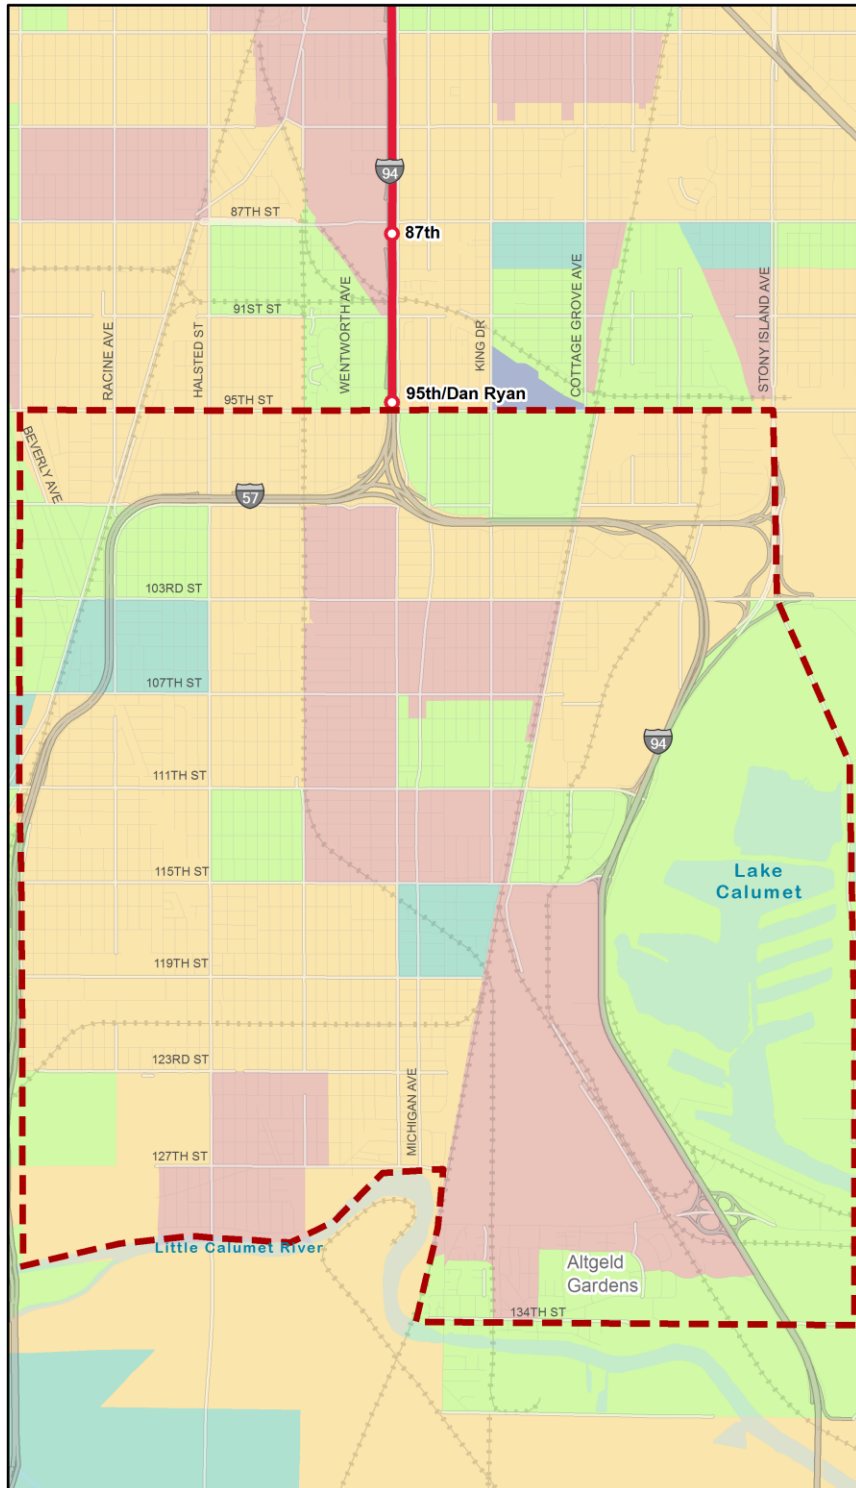 94
87TH ST
87th
91ST ST
RACINE AVE
HALSTED ST
WENTWORTH AVE
KING DR
COTTAGE GROVE AVE
STONY ISLAND AVE
95TH ST
95th/Dan Ryan
BEVERLY AVE
57
103RD ST
107TH ST
94
111TH ST
115TH ST
Lake
Calumet
119TH ST
123RD ST
MICHIGAN AVE
127TH ST
Little Calumet River
Altgeld
Gardens
134TH ST